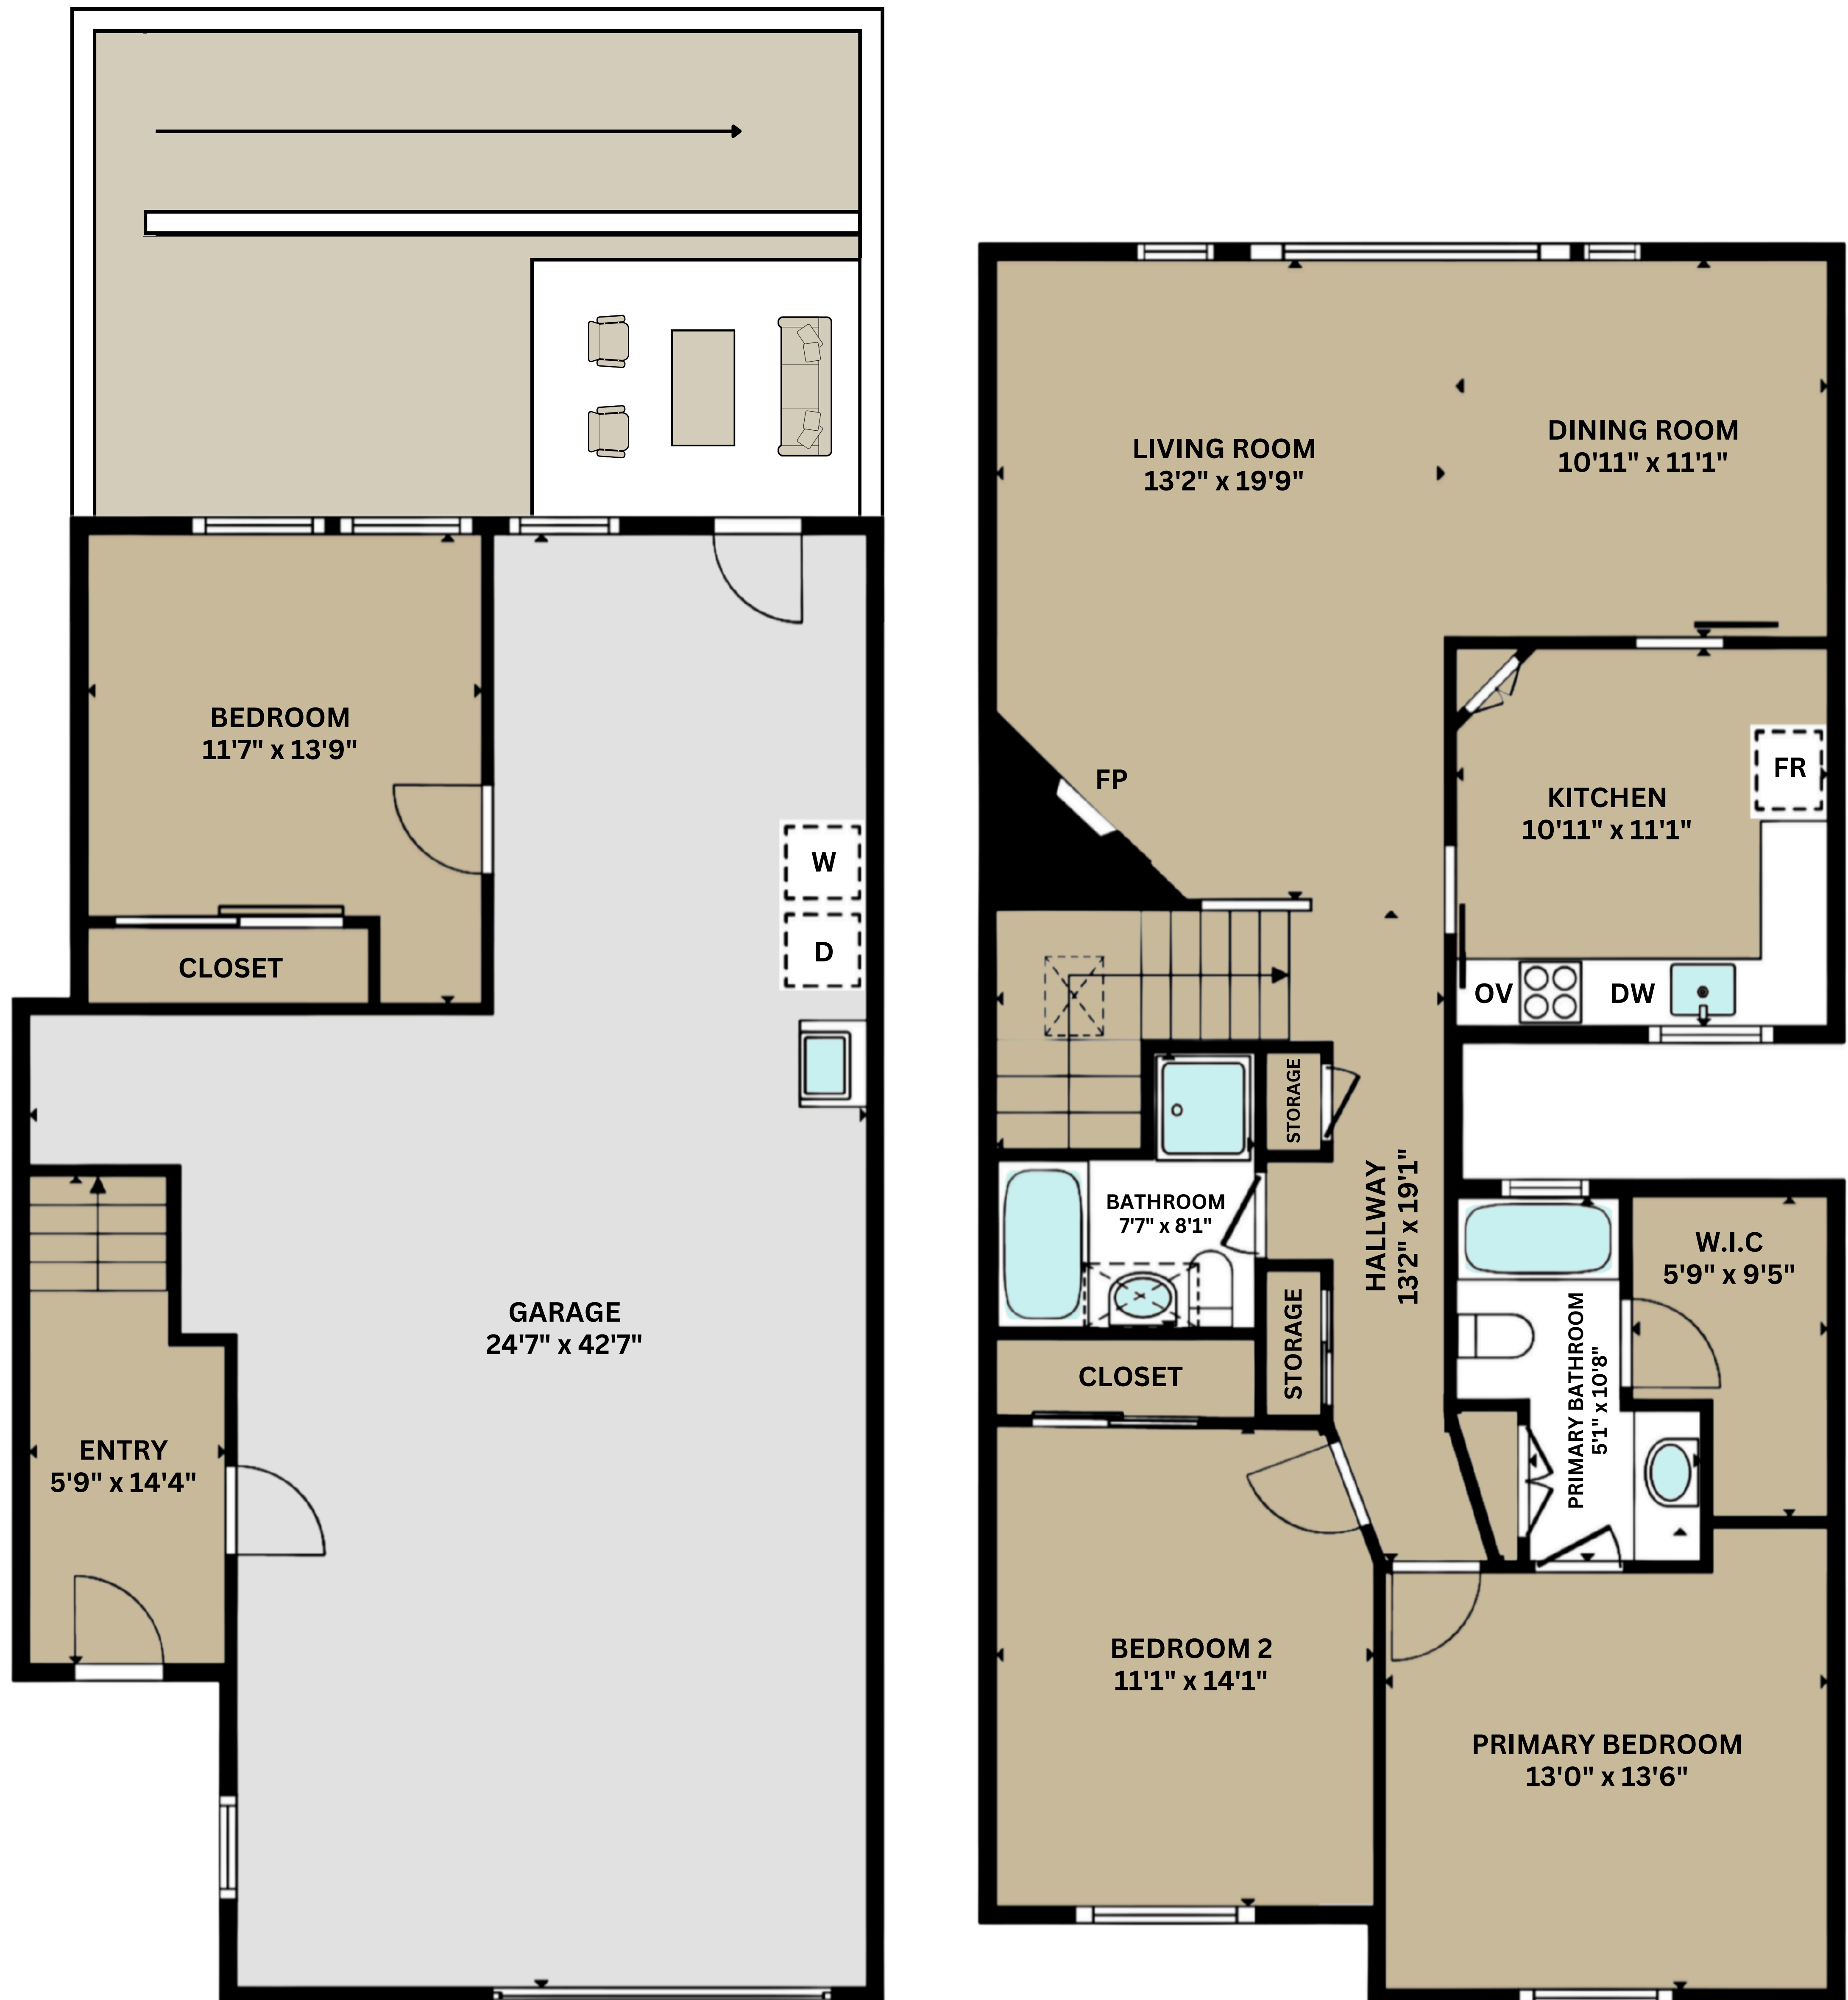 BEDROOM
11'7" x 13'9"
CLOSET
W
D
GARAGE
24'7" x 42'7"
ENTRY
5'9" x 14'4"
LIVING ROOM
13'2" x 19'9"
DINING ROOM
10'11" x 11'1"
FP
KITCHEN
10'11" x 11'1"
FR
OV
DW
STORAGE
BATHROOM
7'7" x 8'1"
HALLWAY
13'2" x 19'1"
W.I.C
5'9" x 9'5"
STORAGE
CLOSET
PRIMARY BATHROOM
5'1" x 10'8"
BEDROOM 2
11'1" x 14'1"
PRIMARY BEDROOM
13'0" x 13'6"